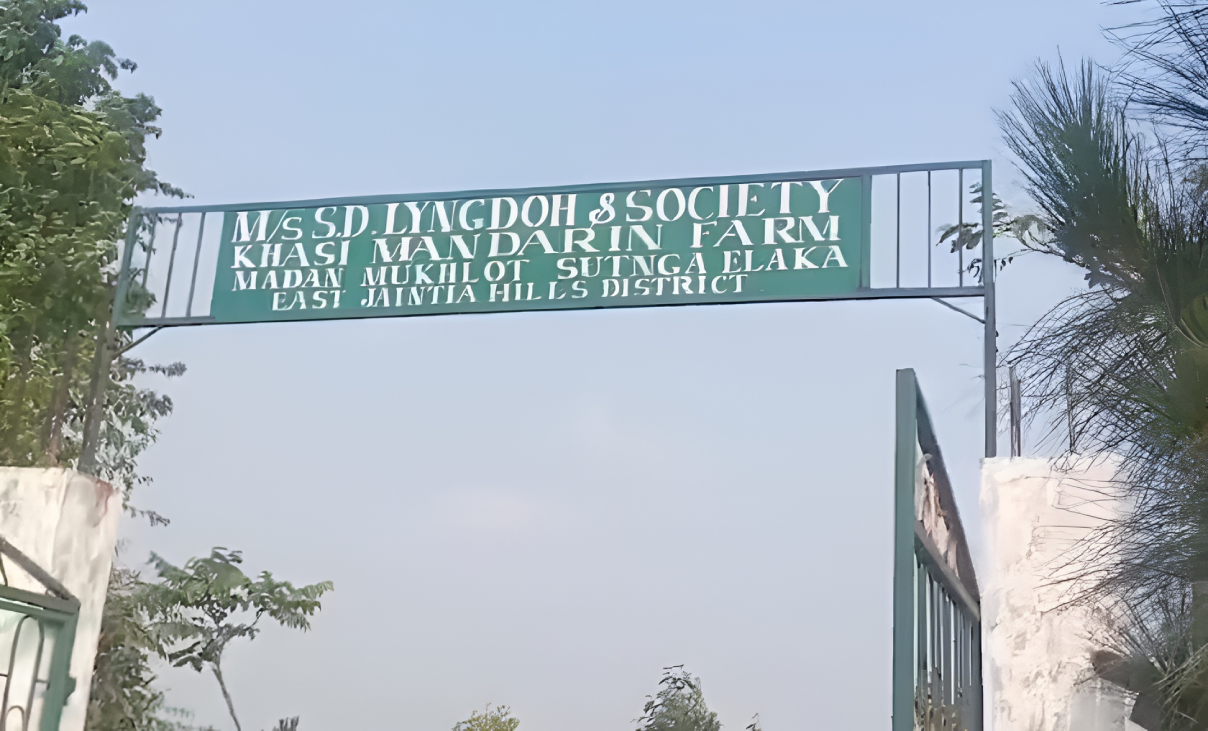 M/S S.D. LYNGDOH & SOCIETY
KHASI MANDARIN FARM
MADAN MUKHLOT SUTNGA ELAKA
EAST JAINTIA HILLS DISTRICT